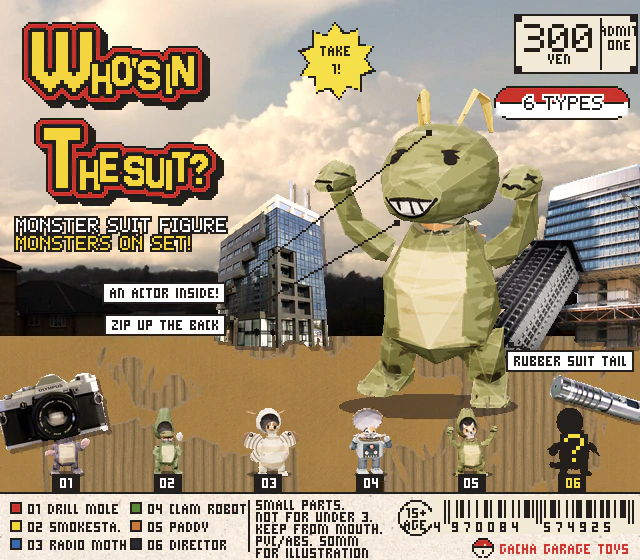 WHO'S IN
THE SUIT?
MONSTER SUIT FIGURE
MONSTERS ON SET!
TAKE
1!
300
YEN
ADMIT
ONE
6 TYPES
AN ACTOR INSIDE!
ZIP UP THE BACK
RUBBER SUIT TAIL
OLYMPUS
?
01
02
03
04
05
06
01 DRILL MOLE
02 SMOKESTA.
03 RADIO MOTH
04 CLAM ROBOT
05 PADDY
06 DIRECTOR
SMALL PARTS.
NOT FOR UNDER 3.
KEEP FROM MOUTH.
PVC/ABS. 50MM
FOR ILLUSTRATION
15+
AGE
4 970084 574925
GACHA GARAGE TOYS